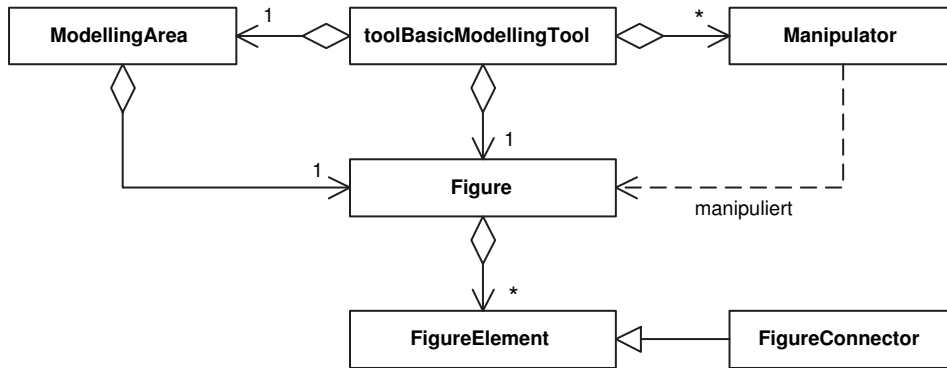 1
*
ModellingArea
toolBasicModellingTool
Manipulator
1
1
Figure
manipuliert
*
FigureElement
FigureConnector